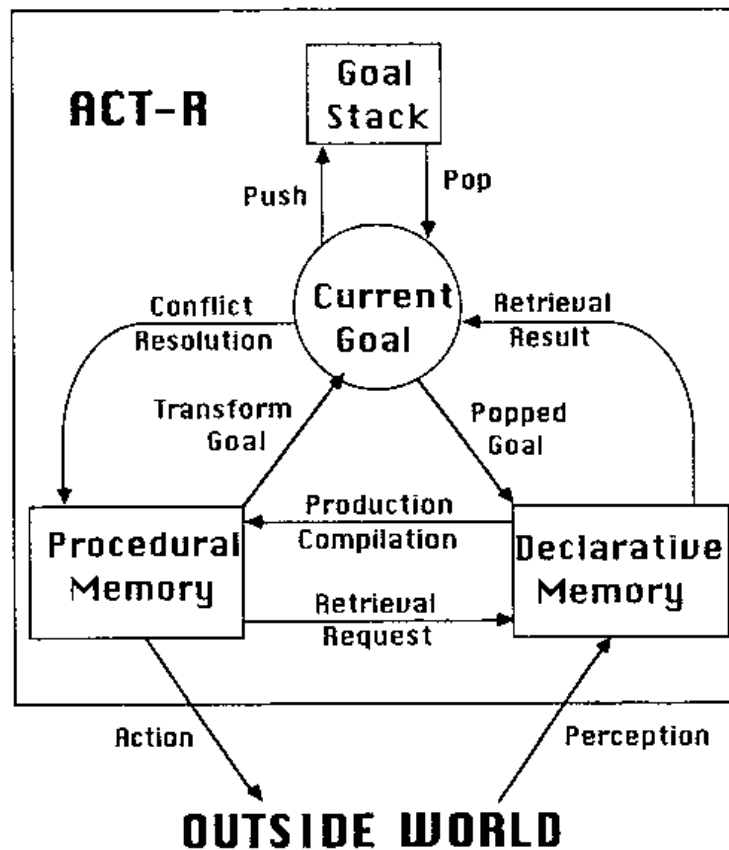 Goal
Stack
ACT-R
Push
Pop
Current
Goal
Conflict
Resolution
Retrieval
Result
Transform
Goal
Popped
Goal
Procedural
Memory
Production
Compilation
Declarative
Memory
Retrieval
Request
Action
Perception
OUTSIDE WORLD